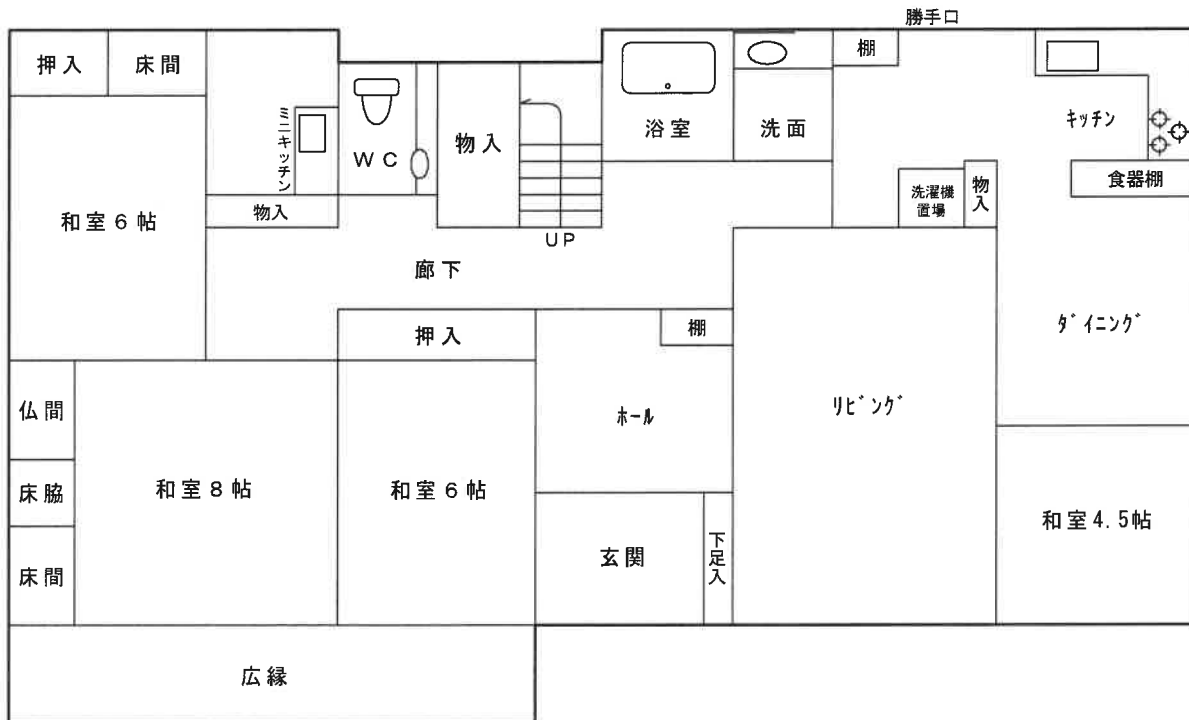 勝手口
押入
床間
棚
ミニキッチン
WC
物入
浴室
洗面
キッチン
食器棚
洗濯機
置場
物入
和室6帖
物入
UP
廊下
押入
棚
ダイニング
リビング
ホール
仏間
床脇
床間
和室8帖
和室6帖
玄関
下足入
和室4.5帖
広縁